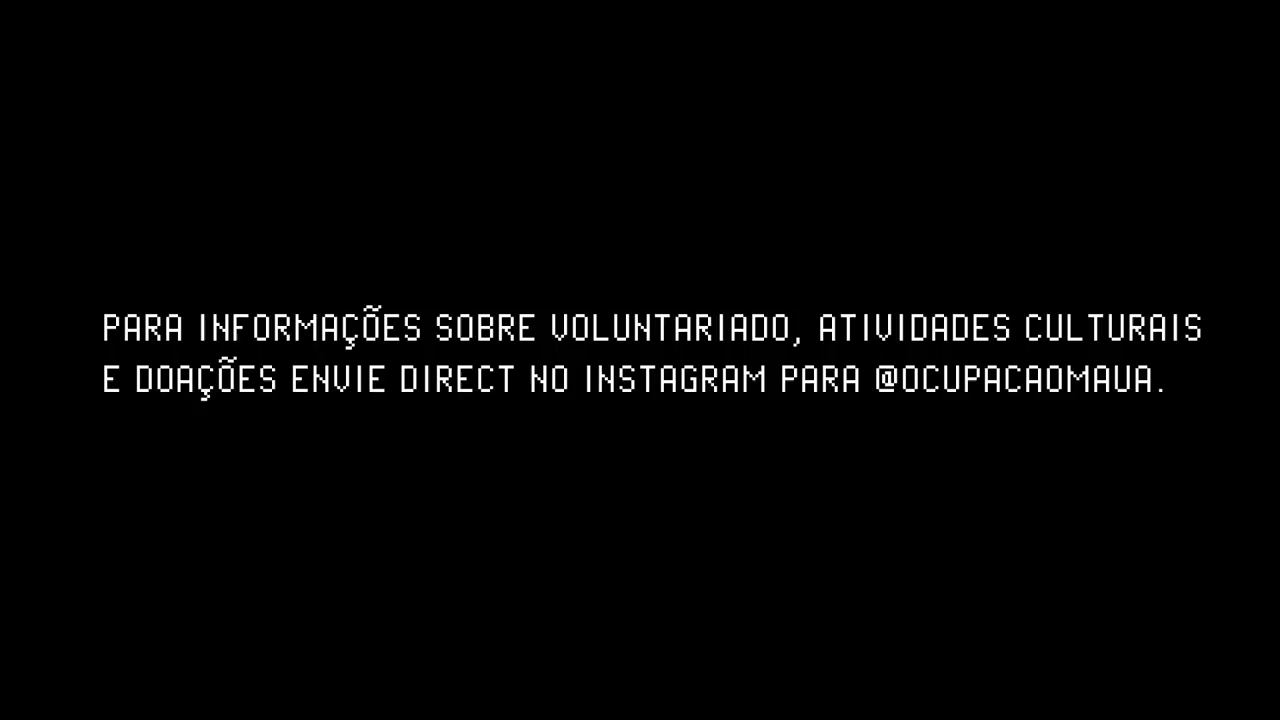 PARA INFORMAÇÕES SOBRE VOLUNTARIADO, ATIVIDADES CULTURAIS
E DOAÇÕES ENVIE DIRECT NO INSTAGRAM PARA @OCUPACAOMAUA.